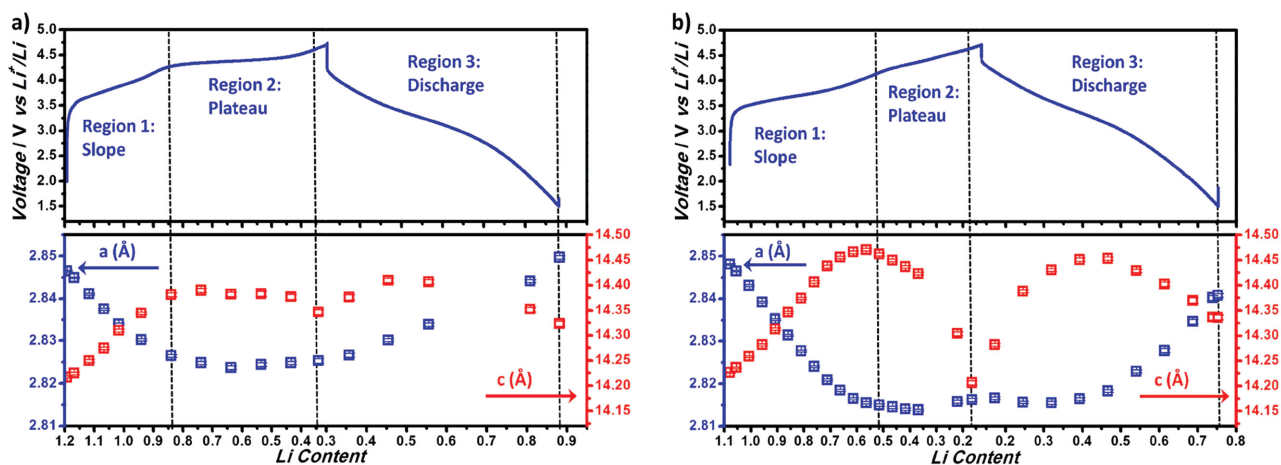 a)
Voltage / V vs Li⁺/Li
5.0
4.5
4.0
3.5
3.0
2.5
2.0
1.5
Region 1:
Slope
Region 2:
Plateau
Region 3:
Discharge
2.85
2.84
2.83
2.82
2.81
a (Å)
c (Å)
14.50
14.45
14.40
14.35
14.30
14.25
14.20
14.15
1.2 1.1 1.0 0.9 0.8 0.7 0.6 0.5 0.4 0.3 0.4 0.5 0.6 0.7 0.8 0.9
Li Content
b)
Voltage / V vs Li⁺/Li
5.0
4.5
4.0
3.5
3.0
2.5
2.0
1.5
Region 1:
Slope
Region 2:
Plateau
Region 3:
Discharge
2.85
2.84
2.83
2.82
2.81
a (Å)
c (Å)
14.50
14.45
14.40
14.35
14.30
14.25
14.20
14.15
1.1 1.0 0.9 0.8 0.7 0.6 0.5 0.4 0.3 0.2 0.2 0.3 0.4 0.5 0.6 0.7 0.8
Li Content